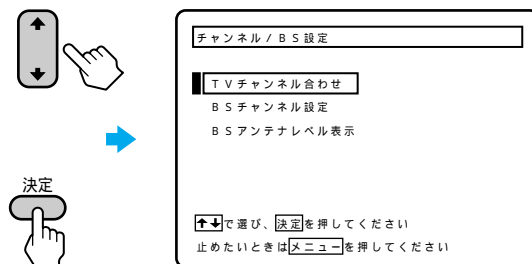 チャンネル/BS設定
TVチャンネル合わせ
BSチャンネル設定
BSアンテナレベル表示
決定
↑↓で選び、決定を押してください
止めたいときはメニューを押してください